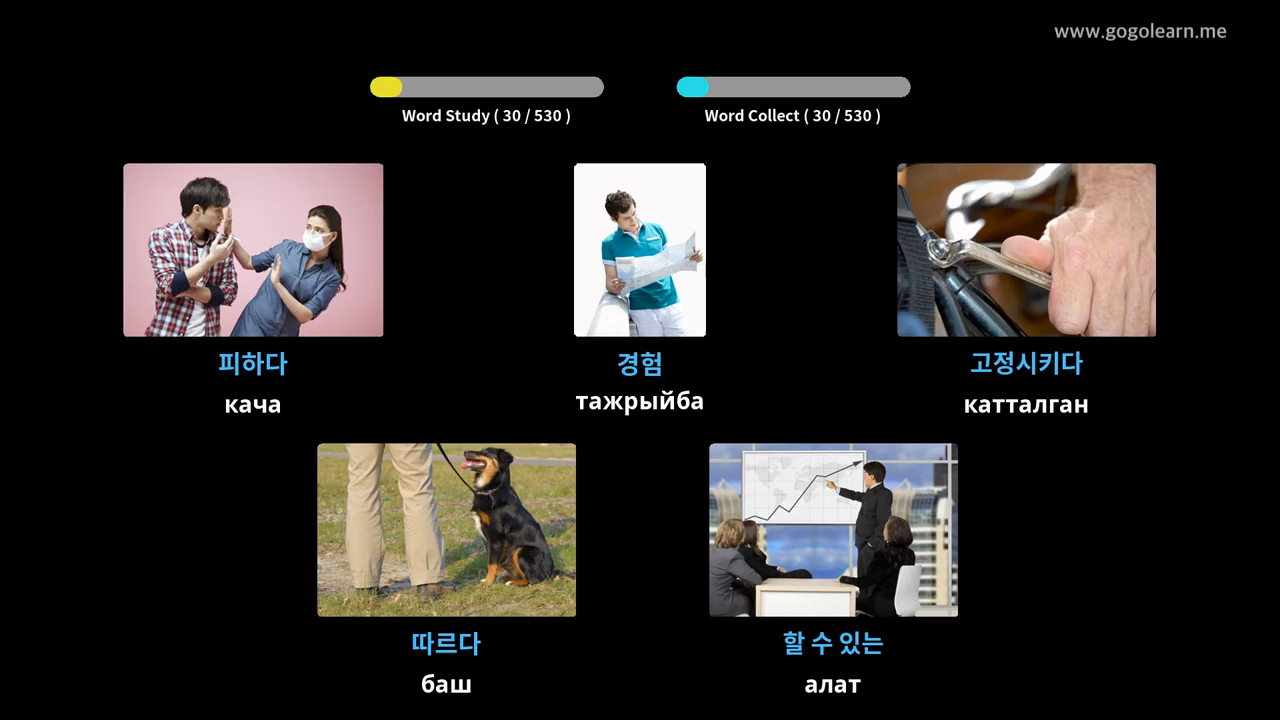 www.gogolearn.me
Word Study ( 30 / 530 )
Word Collect ( 30 / 530 )
피하다
кача
경험
тажрыйба
고정시키다
катталган
따르다
баш
할 수 있는
алат